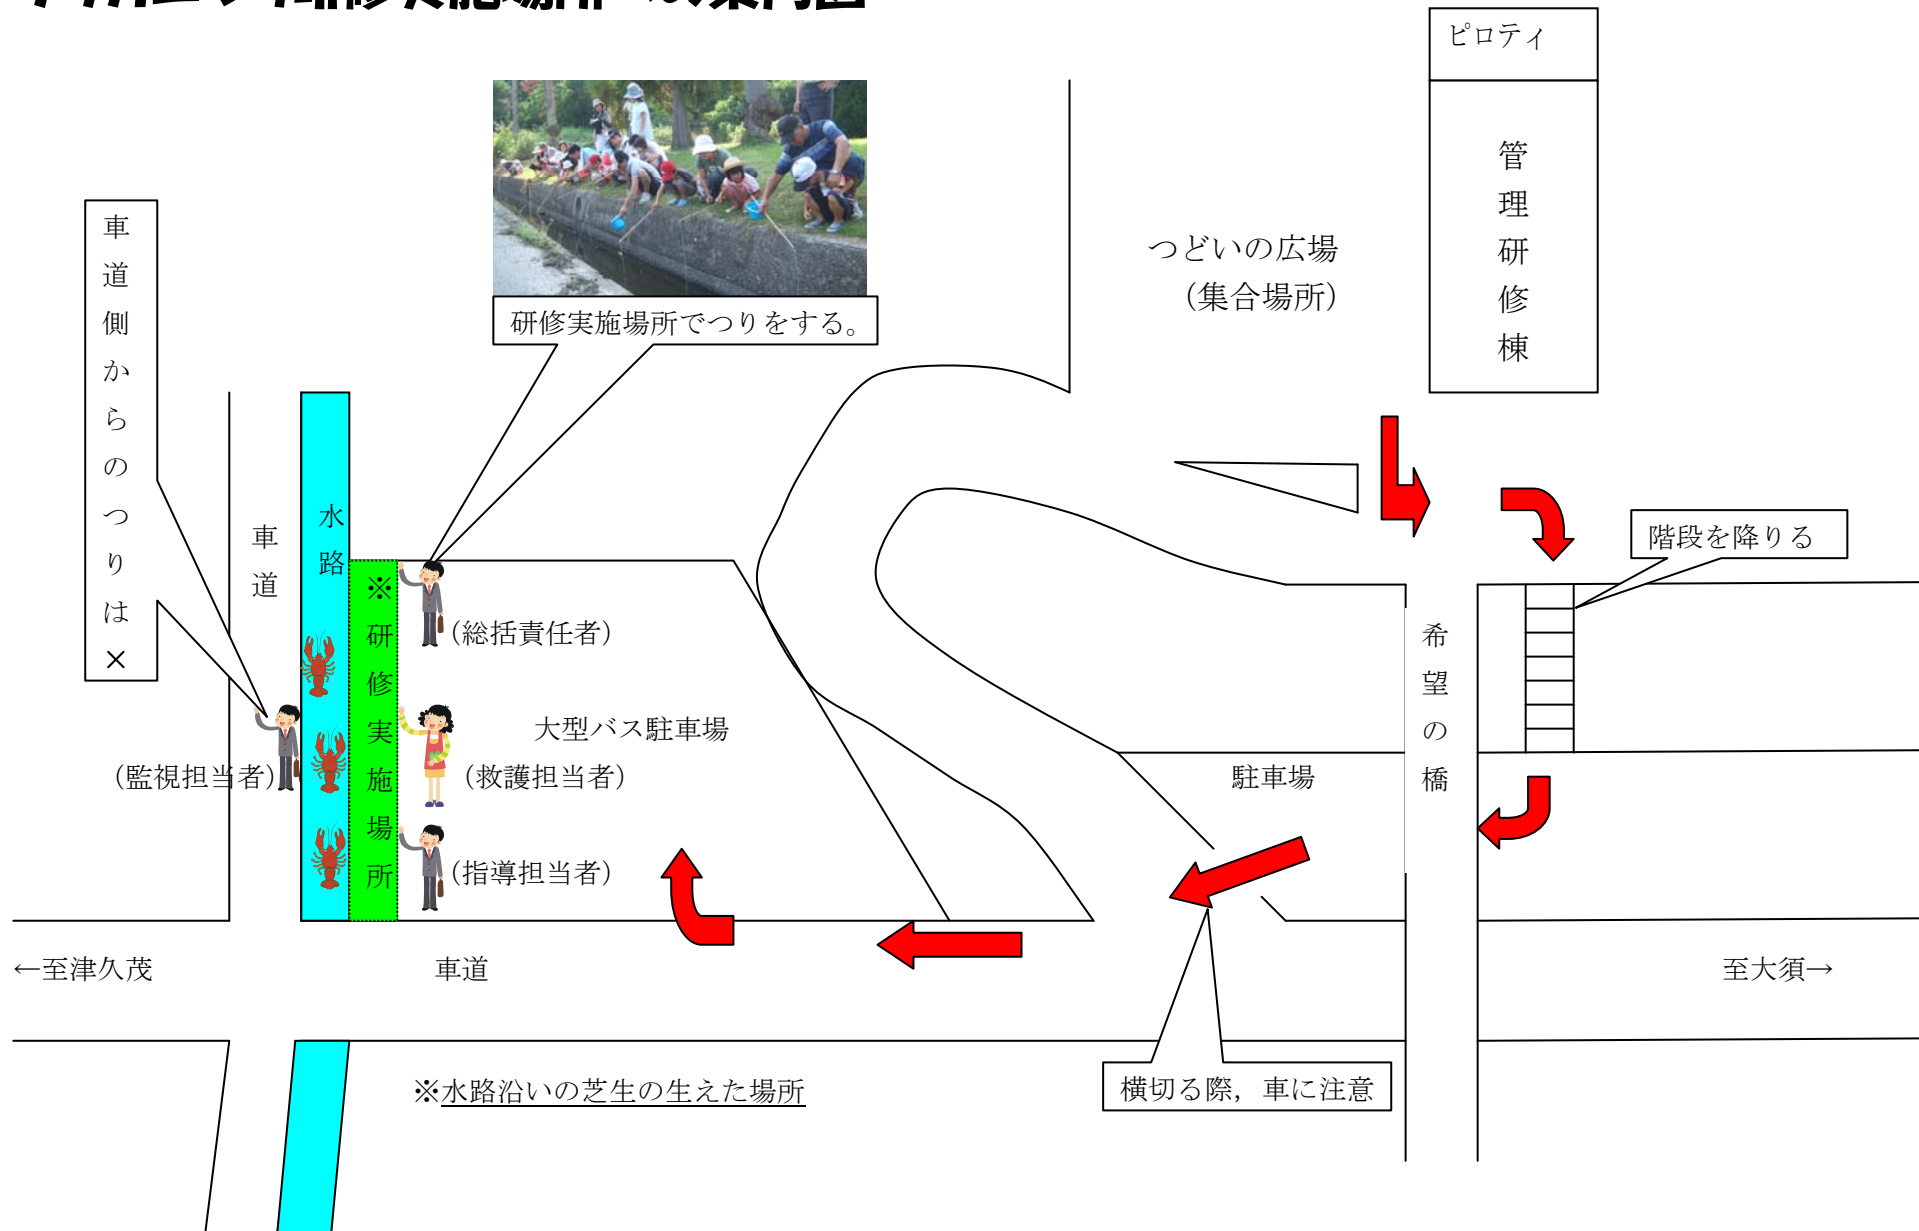 ピロティ
管理研修棟
つどいの広場
（集合場所）
車道側からのつりは×
研修実施場所でつりをする。
車道
水路
※研修実施場所
（総括責任者）
（監視担当者）
大型バス駐車場
（救護担当者）
（指導担当者）
階段を降りる
希望の橋
駐車場
←至津久茂
車道
至大須→
横切る際，車に注意
※水路沿いの芝生の生えた場所